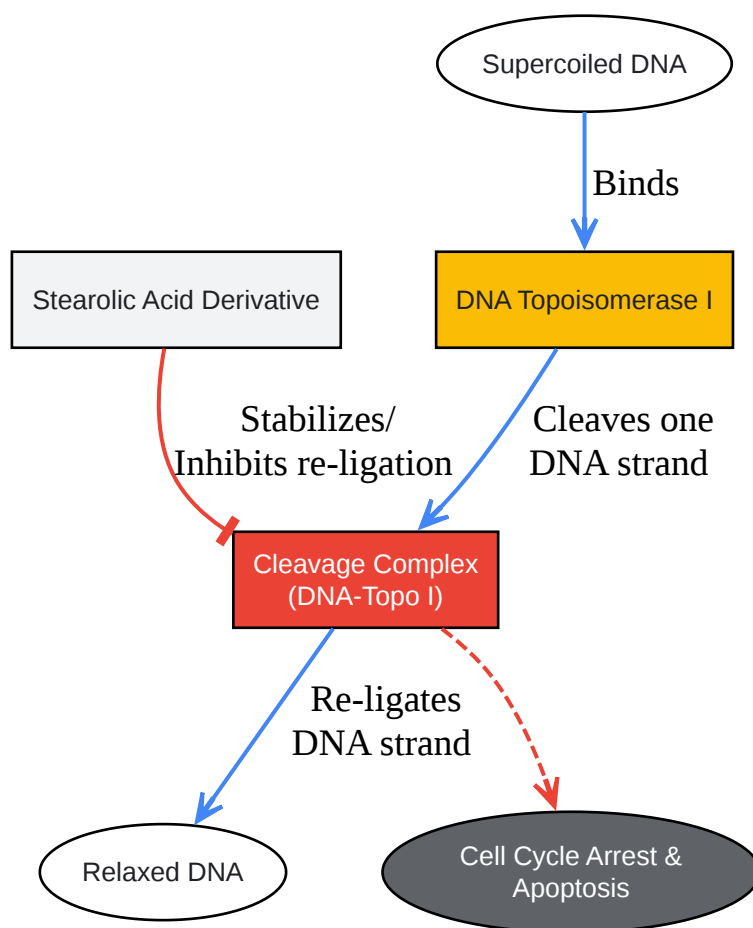 Supercoiled DNA
Binds
Stearolic Acid Derivative
DNA Topoisomerase I
Stabilizes/
Inhibits re-ligation
Cleaves one
DNA strand
Cleavage Complex
(DNA-Topo I)
Re-ligates
DNA strand
Relaxed DNA
Cell Cycle Arrest &
Apoptosis